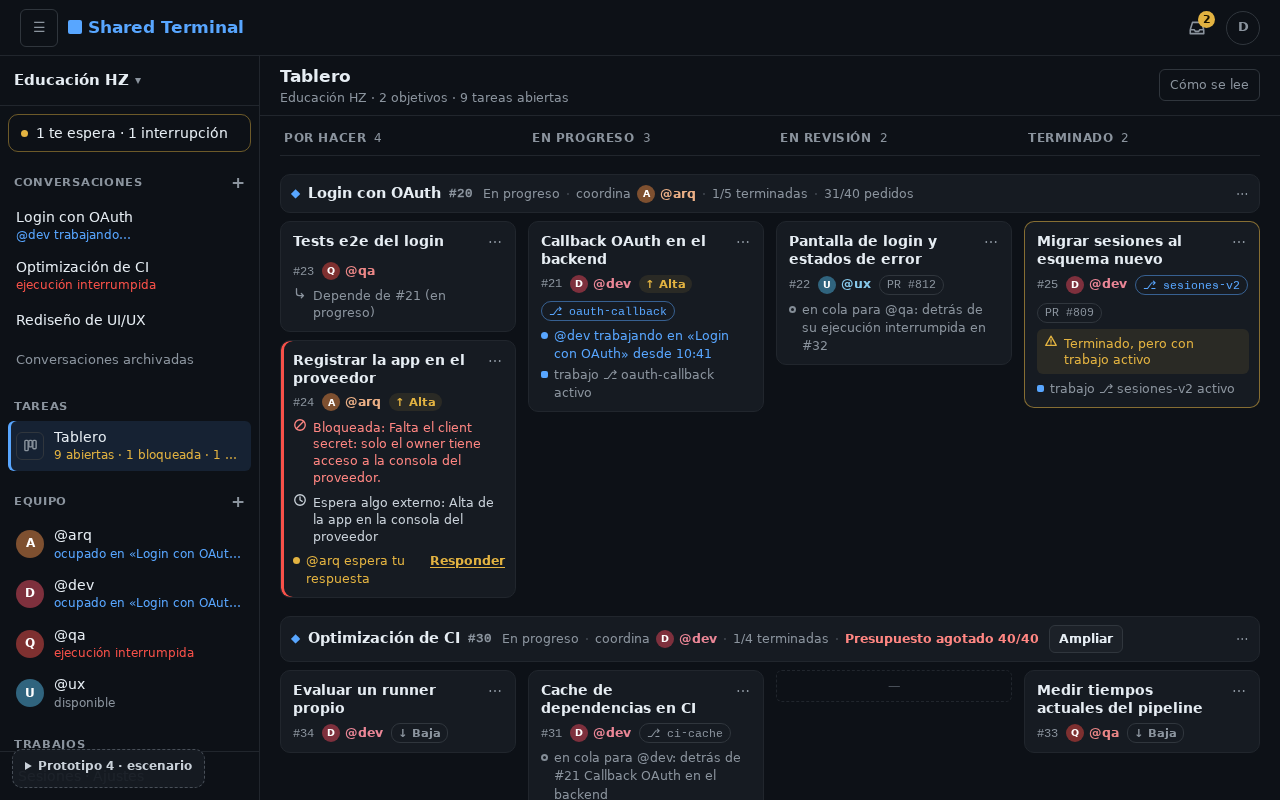 ☰ Shared Terminal
2
D
Educación HZ ▾
1 te espera · 1 interrupción
CONVERSACIONES +
Login con OAuth
@dev trabajando…
Optimización de CI
ejecución interrumpida
Rediseño de UI/UX
Conversaciones archivadas
TAREAS
Tablero
9 abiertas · 1 bloqueada · 1 …
EQUIPO +
A
@arq
ocupado en «Login con OAut…
D
@dev
ocupado en «Login con OAut…
Q
@qa
ejecución interrumpida
U
@ux
disponible
TRABAJOS
Prototipo 4 · escenario
Tablero
Educación HZ · 2 objetivos · 9 tareas abiertas
Cómo se lee
POR HACER 4
EN PROGRESO 3
EN REVISIÓN 2
TERMINADO 2
Login con OAuth #20 En progreso · coordina A @arq · 1/5 terminadas · 31/40 pedidos ···
Tests e2e del login ···
#23 Q @qa
Depende de #21 (en
progreso)
Registrar la app en el
proveedor ···
#24 A @arq ↑ Alta
Bloqueada: Falta el client
secret: solo el owner tiene
acceso a la consola del
proveedor.
Espera algo externo: Alta de
la app en la consola del
proveedor
@arq espera tu
respuesta
Responder
Callback OAuth en el
backend ···
#21 D @dev ↑ Alta
⎇ oauth-callback
@dev trabajando en «Login
con OAuth» desde 10:41
trabajo ⎇ oauth-callback
activo
Pantalla de login y
estados de error ···
#22 U @ux PR #812
en cola para @qa: detrás de
su ejecución interrumpida en
#32
Migrar sesiones al
esquema nuevo ···
#25 D @dev ⎇ sesiones-v2
PR #809
Terminado, pero con
trabajo activo
trabajo ⎇ sesiones-v2 activo
Optimización de CI #30 En progreso · coordina D @dev · 1/4 terminadas · Presupuesto agotado 40/40 Ampliar ···
Evaluar un runner
propio ···
#34 D @dev ↓ Baja
Cache de
dependencias en CI ···
#31 D @dev ⎇ ci-cache
en cola para @dev: detrás de
#21 Callback OAuth en el
backend
—
Medir tiempos
actuales del pipeline ···
#33 Q @qa ↓ Baja